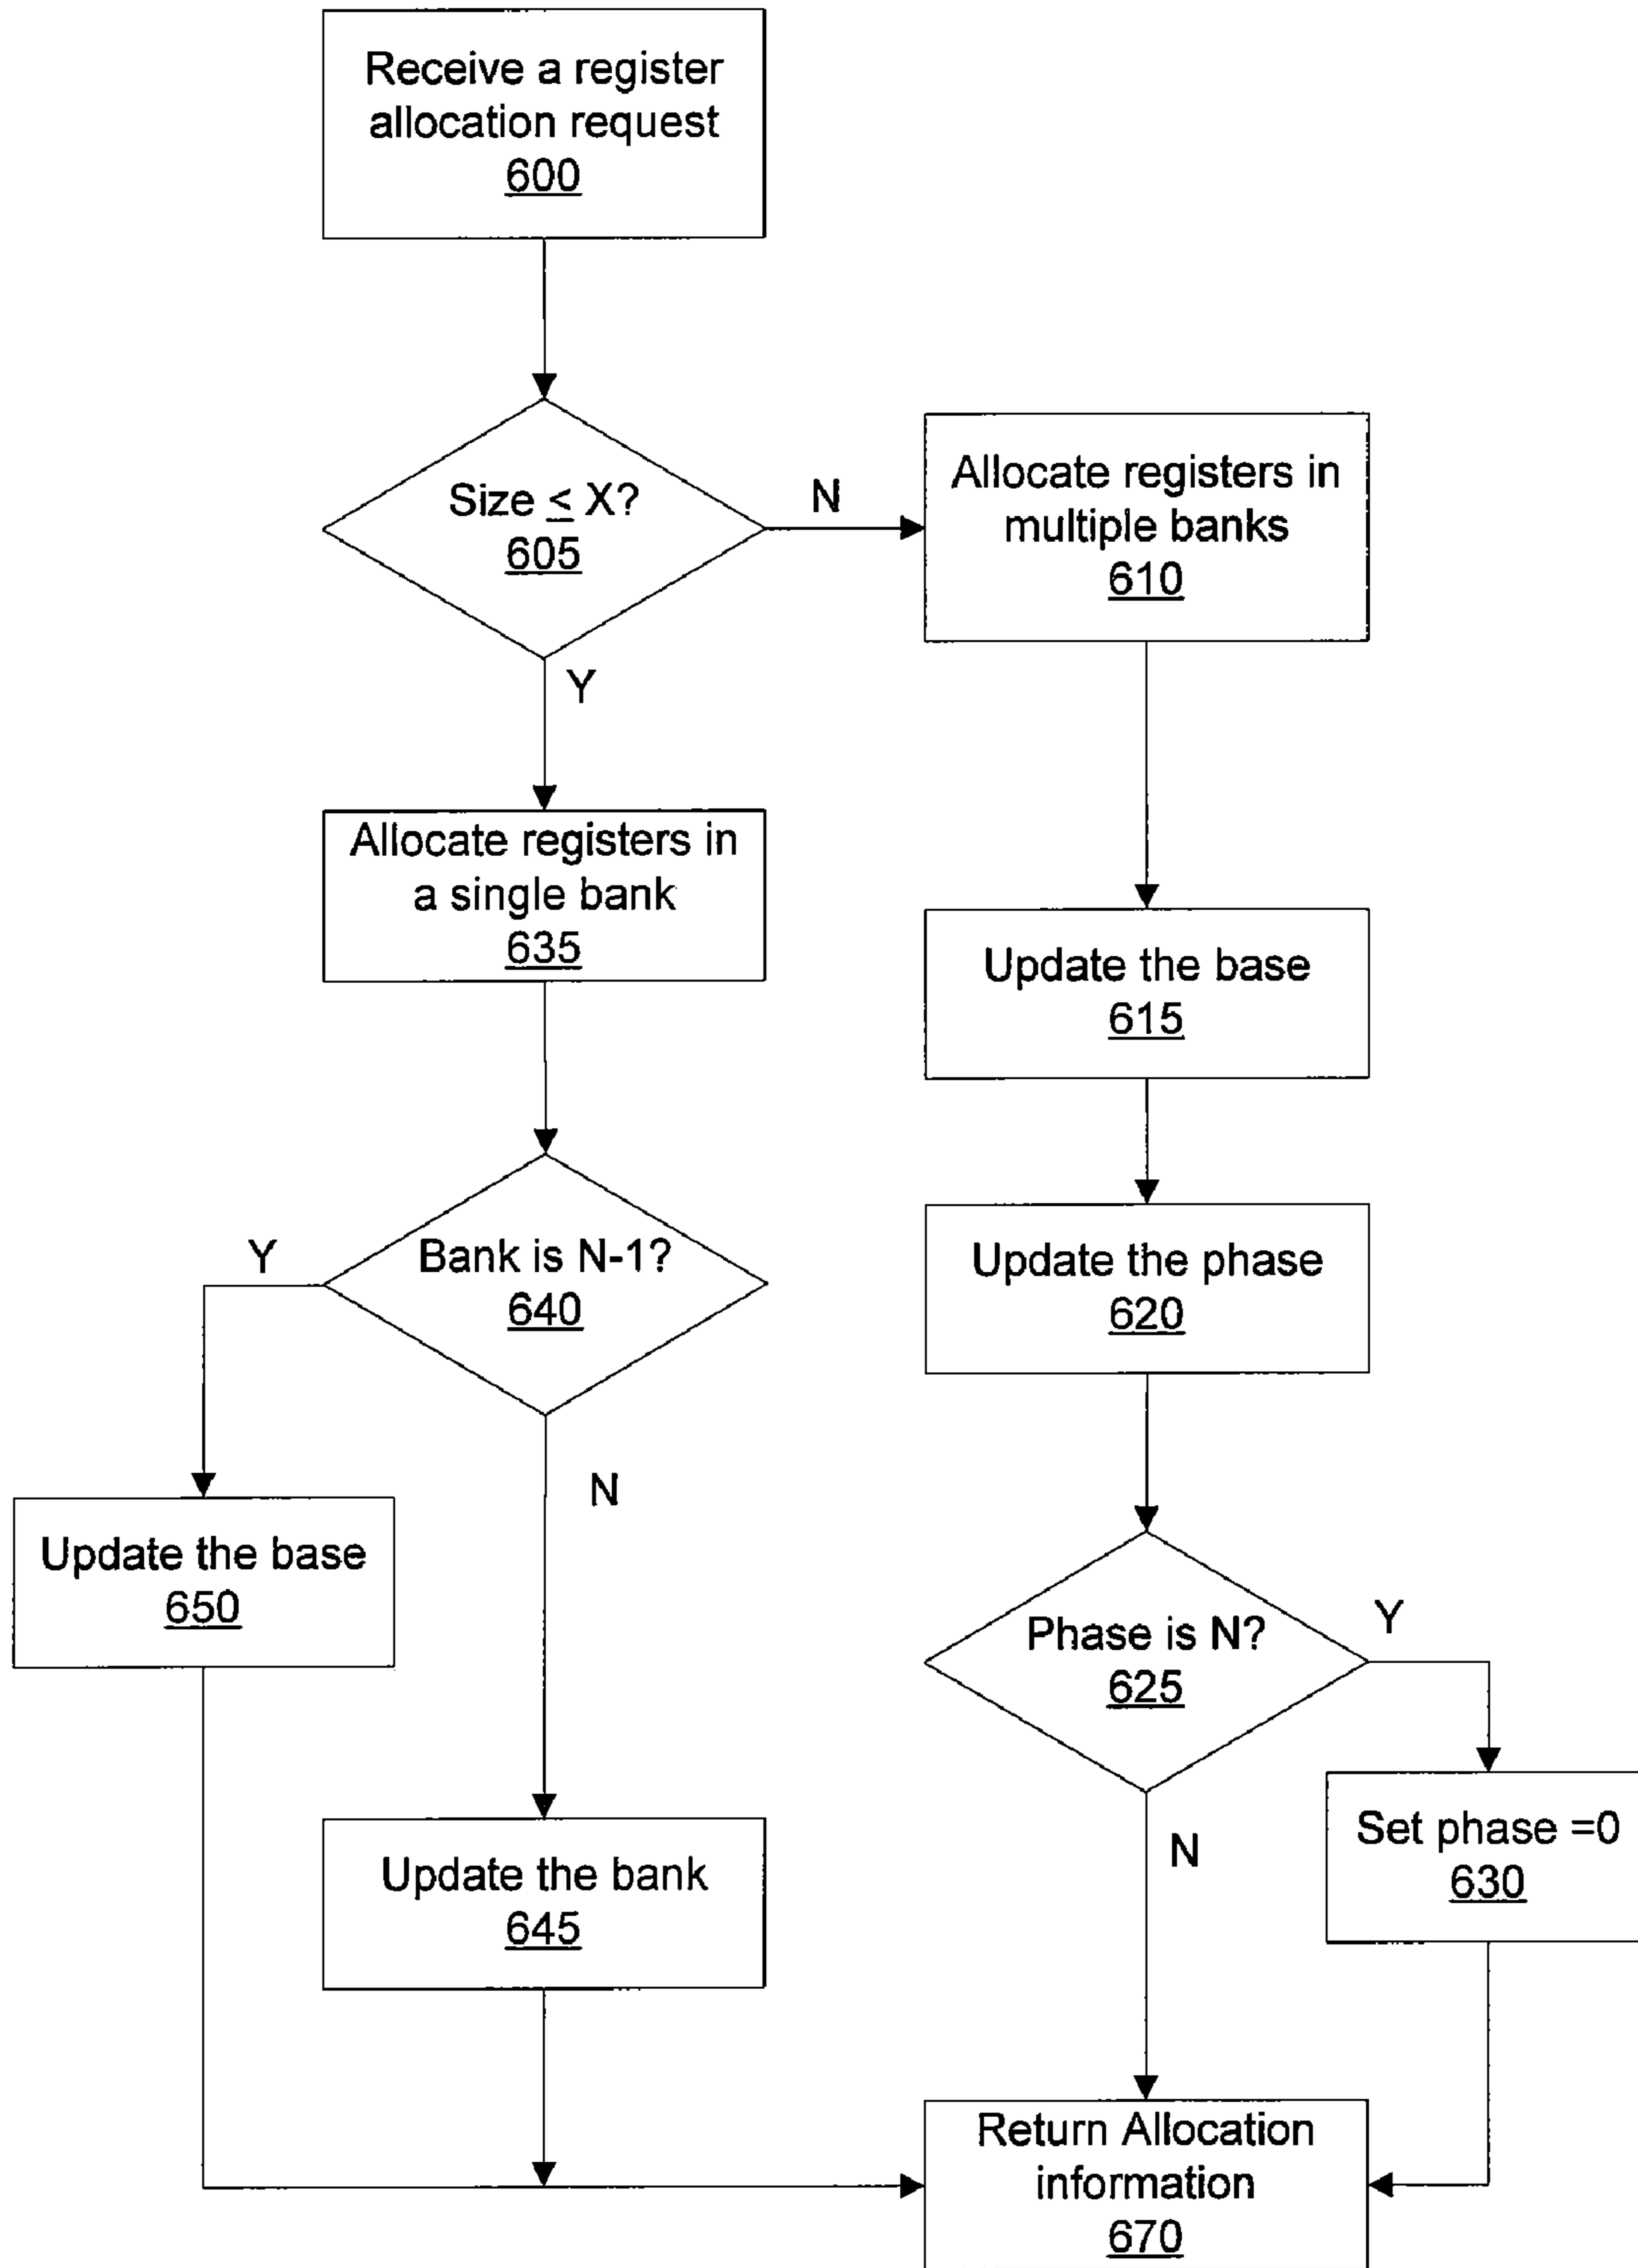 Receive a register
allocation request
600
Size ≤ X?
605
N
Y
Allocate registers in
multiple banks
610
Allocate registers in
a single bank
635
Update the base
615
Bank is N-1?
640
Y
N
Update the phase
620
Update the base
650
Phase is N?
625
Y
N
Update the bank
645
Set phase =0
630
Return Allocation
information
670